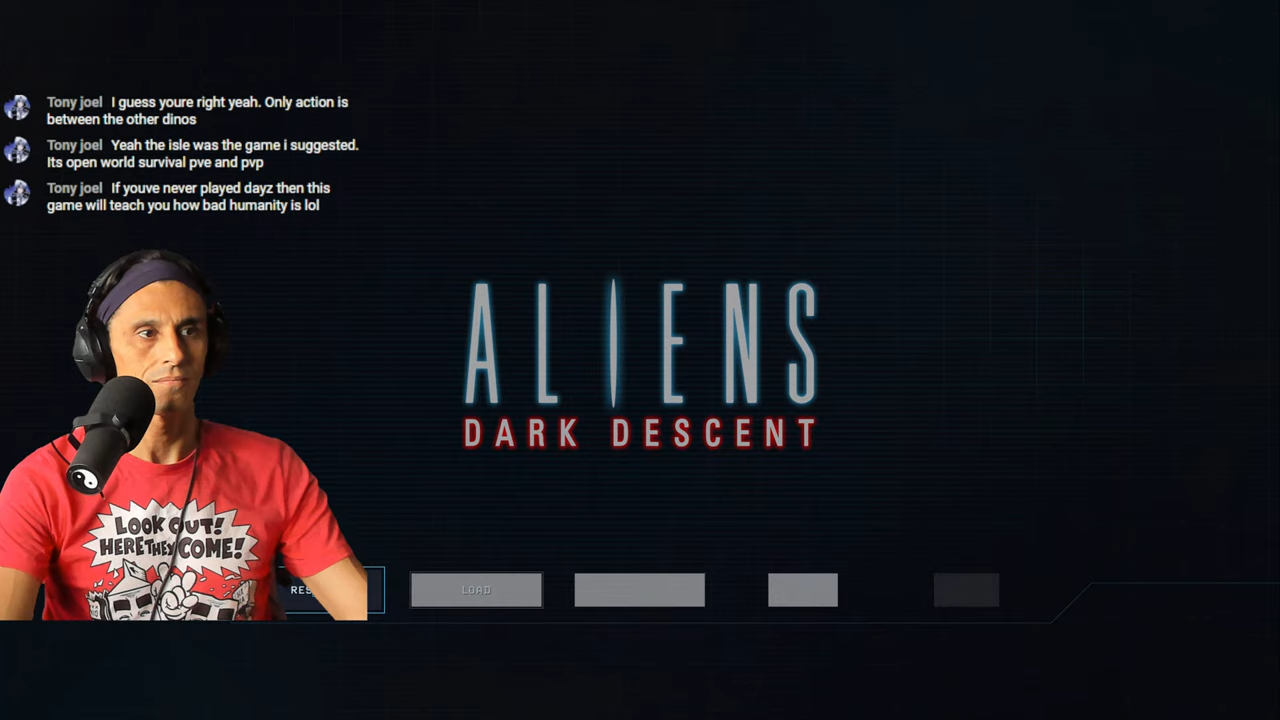 Tony joel I guess youre right yeah. Only action is
between the other dinos
Tony joel Yeah the isle was the game i suggested.
Its open world survival pve and pvp
Tony joel If youve never played dayz then this
game will teach you how bad humanity is lol
ALIENS
DARK DESCENT
LOOK OUT!
HERE THEY COME!
RES
LOAD